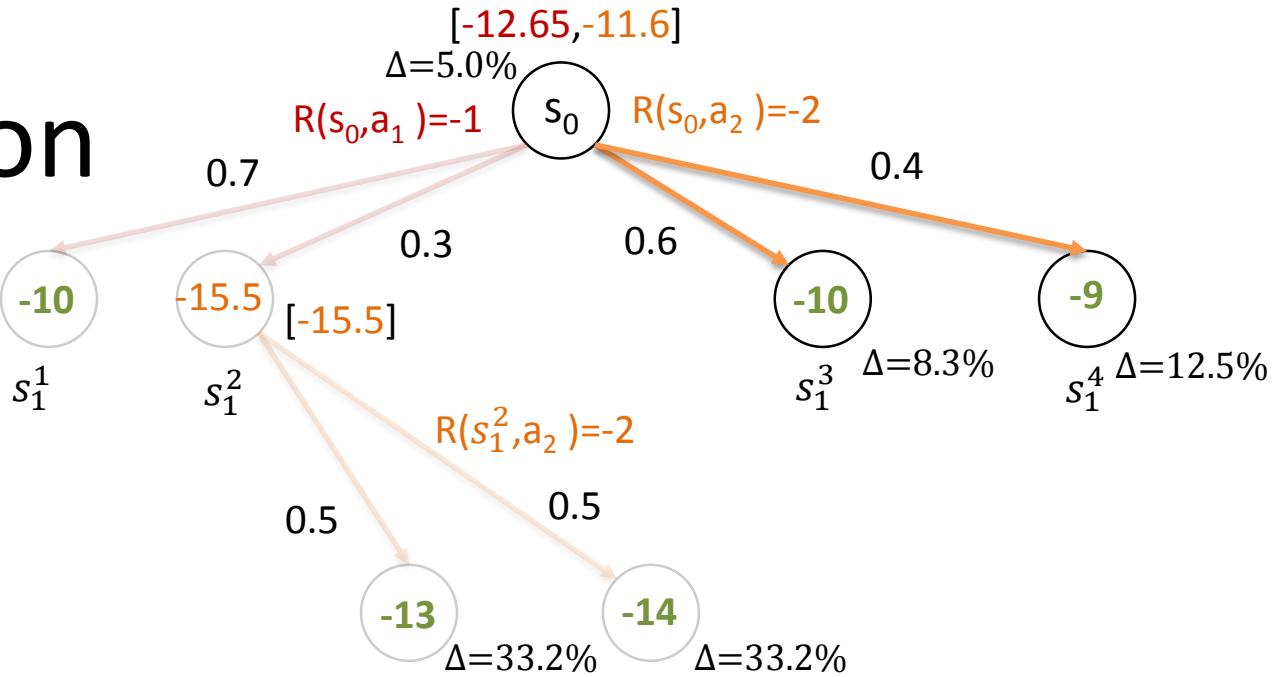 [-12.65,-11.6]
Δ=5.0%
on
R(s₀,a₁ )=-1
s₀
R(s₀,a₂ )=-2
0.7
0.4
0.3
0.6
-10
-15.5
[-15.5]
-10
-9
s₁¹
s₁²
s₁³
Δ=8.3%
s₁⁴
Δ=12.5%
R(s₁²,a₂ )=-2
0.5
0.5
-13
-14
Δ=33.2%
Δ=33.2%